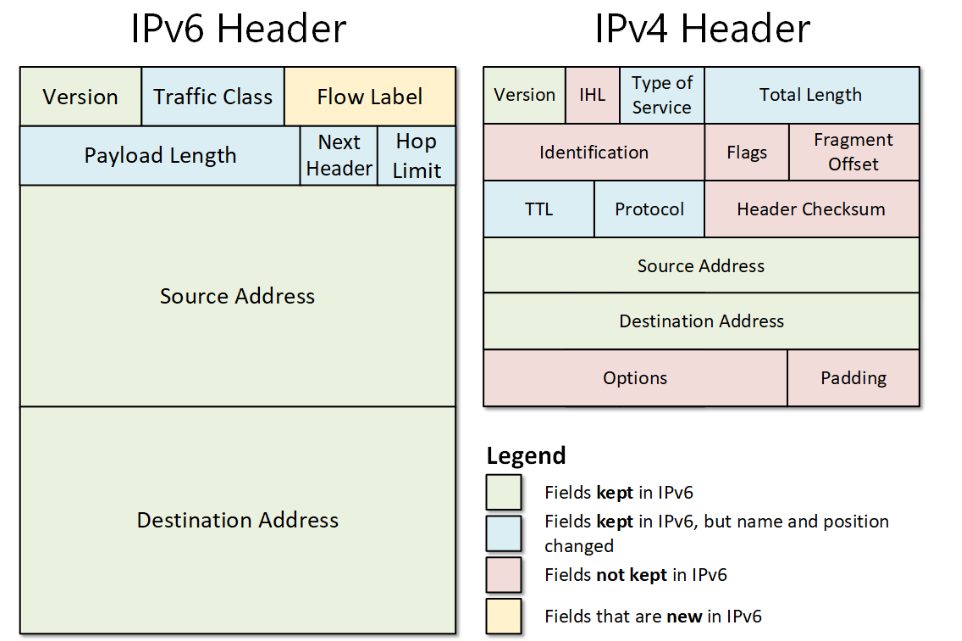 IPv6 Header
Version
Traffic Class
Flow Label
Payload Length
Next
Header
Hop
Limit
Source Address
Destination Address
IPv4 Header
Version
IHL
Type of
Service
Total Length
Identification
Flags
Fragment
Offset
TTL
Protocol
Header Checksum
Source Address
Destination Address
Options
Padding
Legend
Fields kept in IPv6
Fields kept in IPv6, but name and position
changed
Fields not kept in IPv6
Fields that are new in IPv6